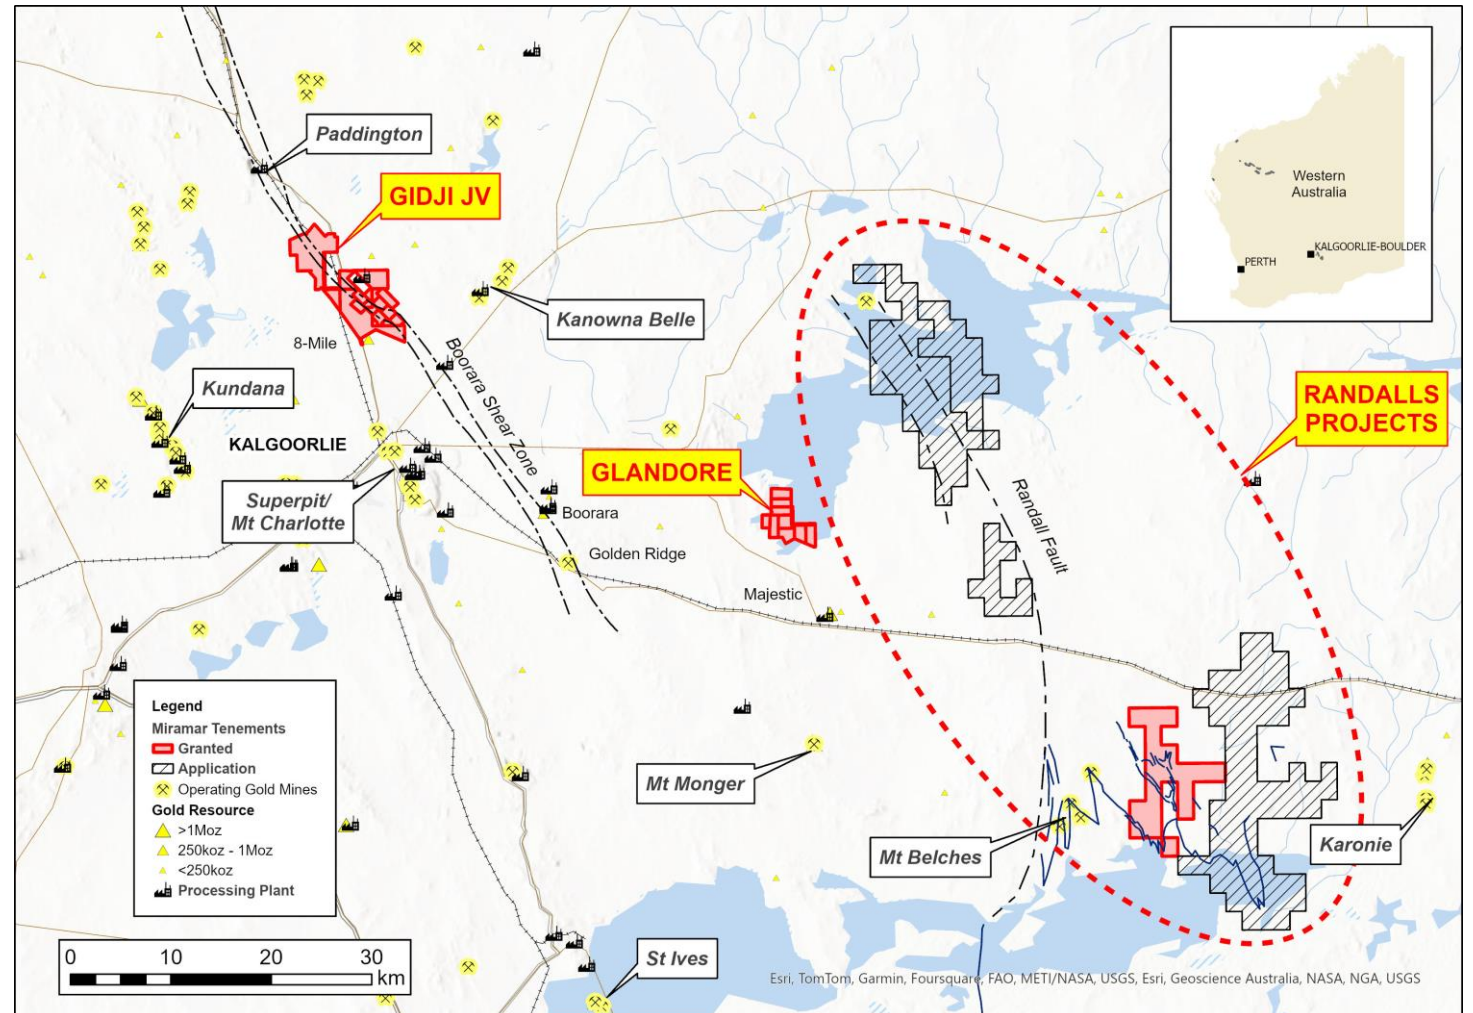 Paddington
GIDJI JV
Western
Australia
KALGOORLIE-BOULDER
PERTH
Kanowna Belle
8-Mile
Boorara Shear Zone
Kundana
KALGOORLIE
RANDALLS
PROJECTS
GLANDORE
Superpit/
Mt Charlotte
Boorara
Randall Fault
Golden Ridge
Majestic
Legend
Miramar Tenements
Granted
Application
Operating Gold Mines
Gold Resource
>1Moz
250koz - 1Moz
<250koz
Processing Plant
Mt Monger
Mt Belches
Karonie
St Ives
0 10 20 30
km
Esri, TomTom, Garmin, Foursquare, FAO, METI/NASA, USGS, Esri, Geoscience Australia, NASA, NGA, USGS